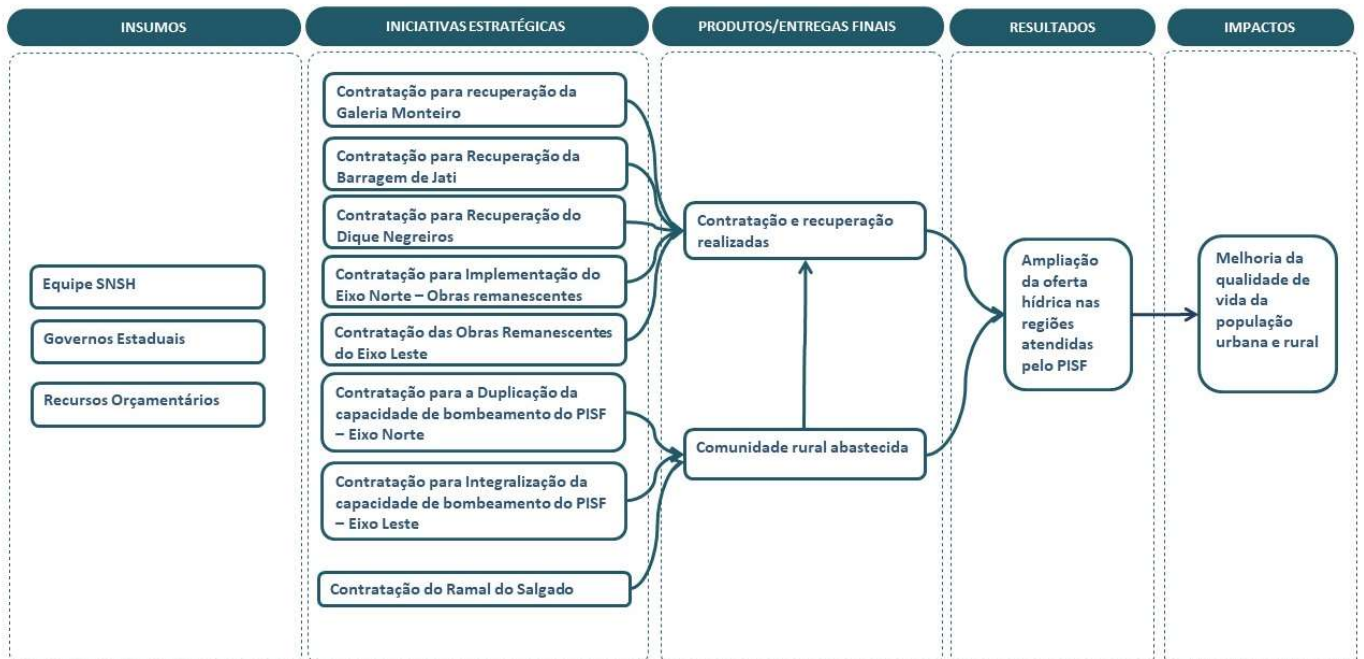 INSUMOS
INICIATIVAS ESTRATÉGICAS
PRODUTOS/ENTREGAS FINAIS
RESULTADOS
IMPACTOS
Equipe SNSH
Governos Estaduais
Recursos Orçamentários
Contratação para recuperação da
Galeria Monteiro
Contratação para Recuperação da
Barragem de Jati
Contratação para Recuperação do
Dique Negreiros
Contratação para Implementação do
Eixo Norte – Obras remanescentes
Contratação das Obras Remanescentes
do Eixo Leste
Contratação para a Duplicação da
capacidade de bombeamento do PISF
– Eixo Norte
Contratação para Integralização da
capacidade de bombeamento do PISF
– Eixo Leste
Contratação do Ramal do Salgado
Contratação e recuperação
realizadas
Comunidade rural abastecida
Ampliação
da oferta
hídrica nas
regiões
atendidas
pelo PISF
Melhoria da
qualidade de
vida da
população
urbana e rural